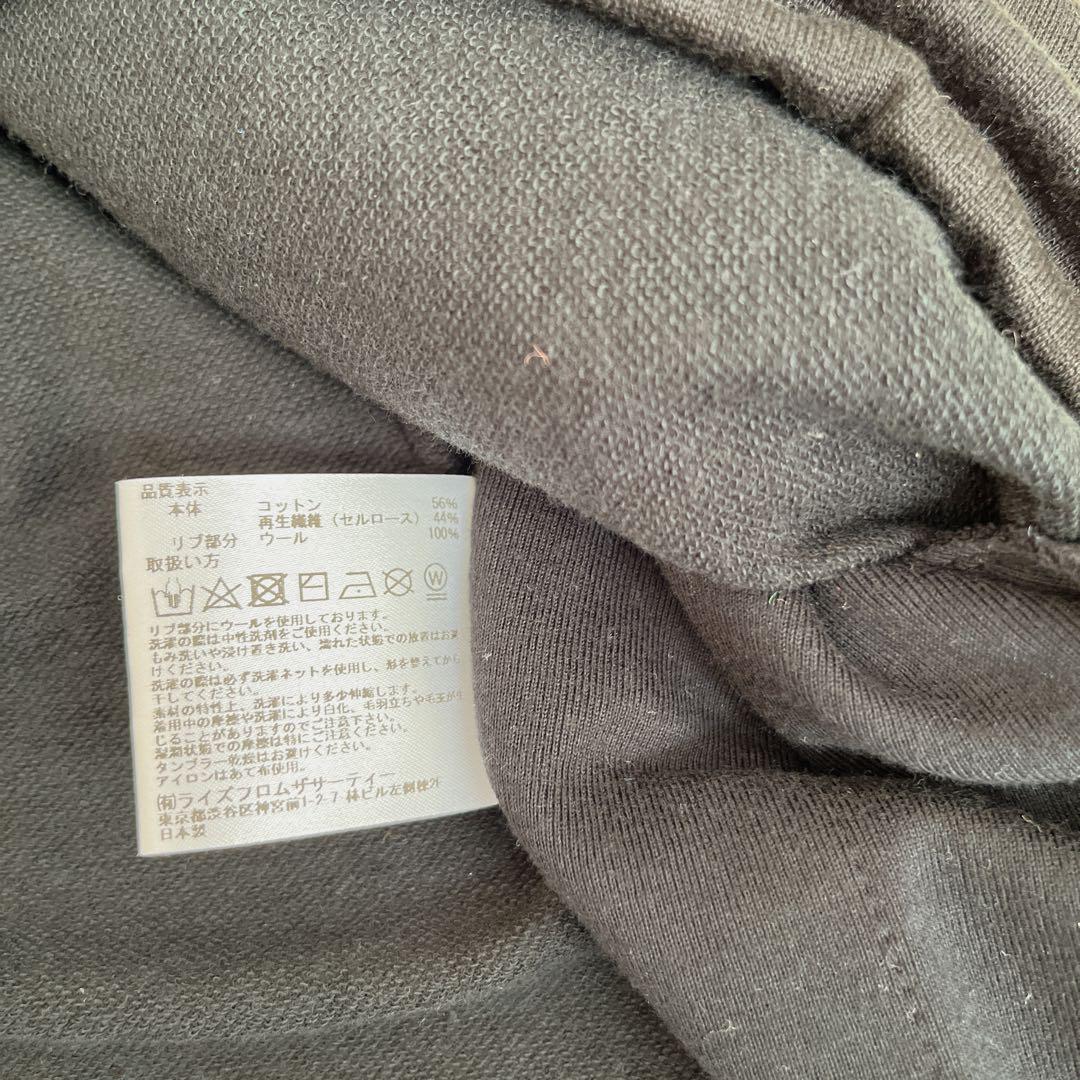 品質表示
本体 コットン 56%
再生繊維(セルロース) 44%
リブ部分 ウール 100%
取扱い方
W
リブ部分にウールを使用しております。
洗濯の際は中性洗剤をご使用ください。
もみ洗いや浸け置き洗い、濡れた状態での放置はお避
けください。
洗濯の際は必ず洗濯ネットを使用し、形を整えてから
干してください。
素材の特性上、洗濯により多少伸縮します。
着用中の摩擦や洗濯により白化、毛羽立ちや毛玉が生
じることがありますのでご注意下さい。
湿潤状態での摩擦は特にご注意ください。
タンブラー乾燥はお避けください。
アイロンはあて布使用。
(有)ライズフロムザサーティー
東京都渋谷区神宮前1-2-7 林ビル左側棟2F
日本製